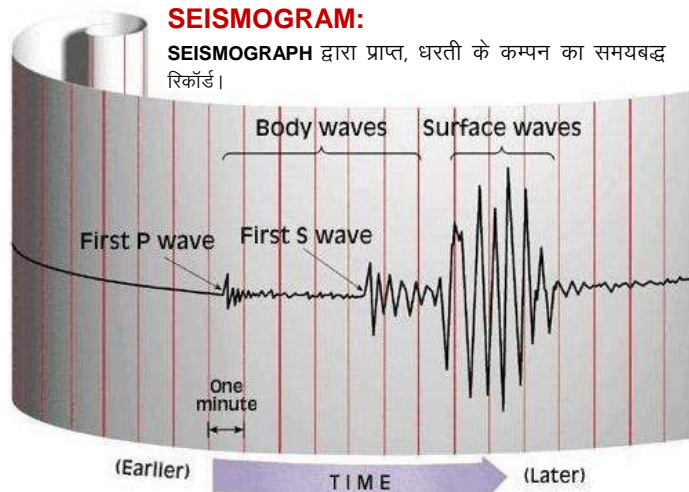 SEISMOGRAM:
SEISMOGRAPH द्वारा प्राप्त, धरती के कम्पन का समयबद्ध
रिकॉर्ड।
Body waves
Surface waves
First P wave
First S wave
One
minute
(Earlier)
TIME
(Later)